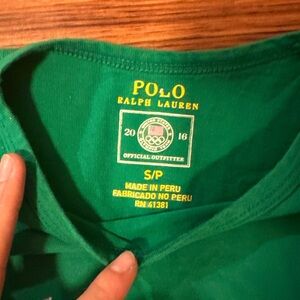 POLO
RALPH LAUREN
20 16
OFFICIAL OUTFITTER
S/P
MADE IN PERU
FABRICADO NO PERU
RN 41381